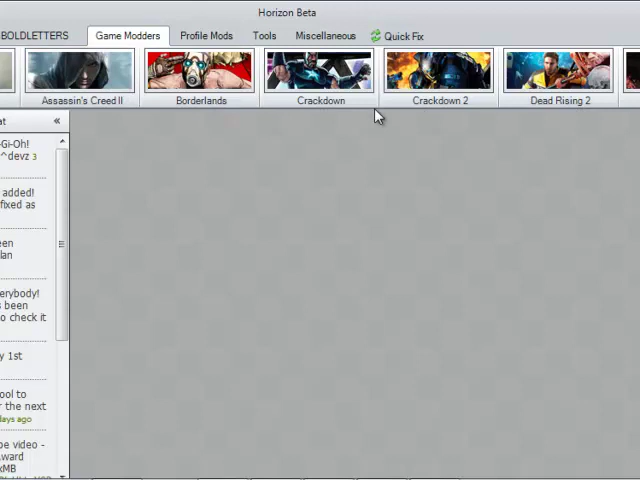 Horizon Beta
BOLDLETTERS Game Modders Profile Mods Tools Miscellaneous Quick Fix
Assassin's Creed II Borderlands Crackdown Crackdown 2 Dead Rising 2
at «
-Gi-Oh!
^devz 3
added!
fixed as
een
lan
erybody!
s been
o check it
y 1st
ool to
r the next
days ago
be video -
ward
xMB